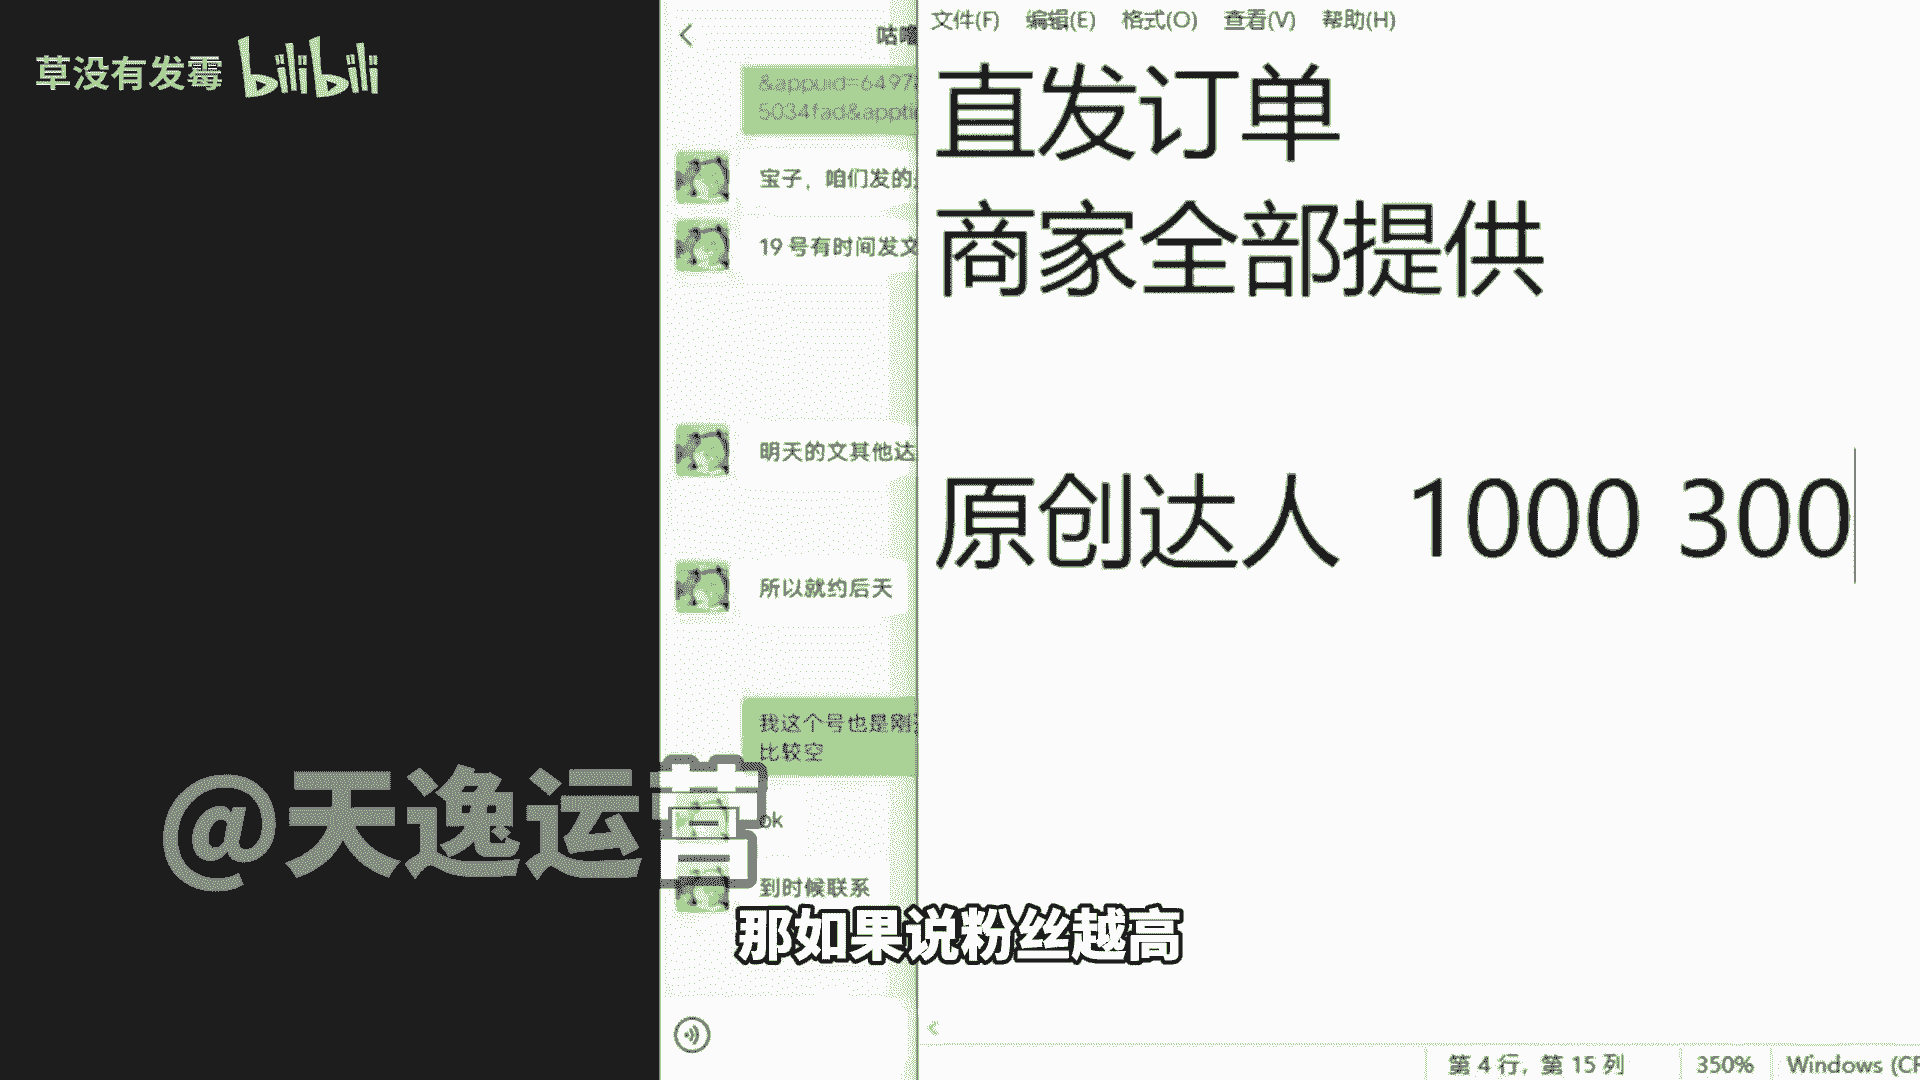 草没有发霉 bilibili
咕噜
&appuid=6497
5034fad&appti
宝子，咱们发的
19 号有时间发文
明天的文其他达
所以就约后天
我这个号也是刚
比较空
ok
到时候联系
文件(F) 编辑(E) 格式(O) 查看(V) 帮助(H)
直发订单
商家全部提供
原创达人 1000 300
@天逸运营
那如果说粉丝越高
第 4 行，第 15 列 350% Windows (CR